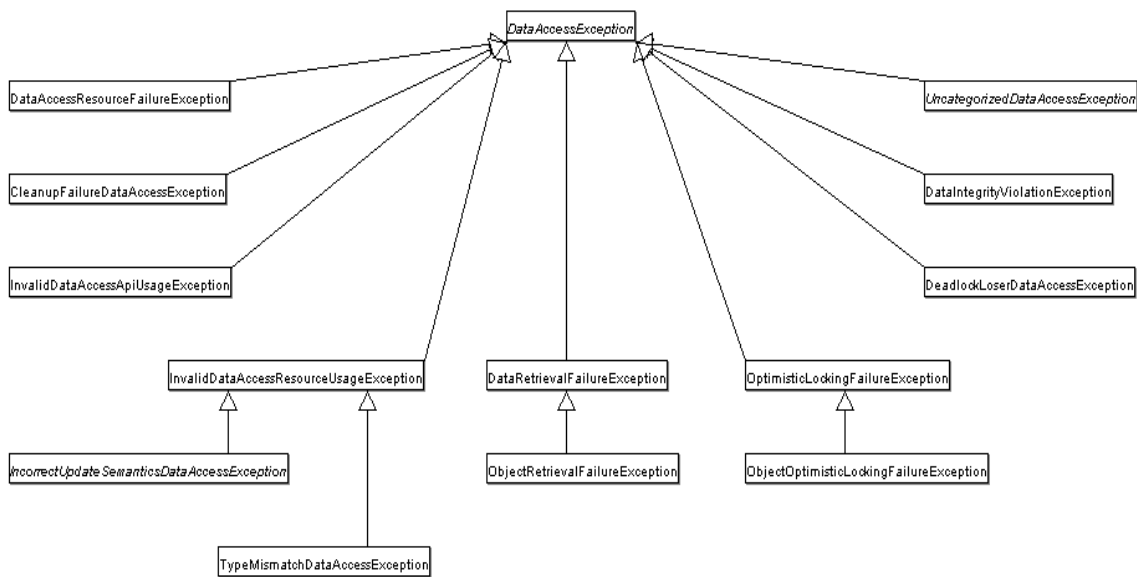 DataAccessException
DataAccessResourceFailureException
UncategorizedDataAccessException
CleanupFailureDataAccessException
DataIntegrityViolationException
InvalidDataAccessApiUsageException
DeadlockLoserDataAccessException
InvalidDataAccessResourceUsageException
DataRetrievalFailureException
OptimisticLockingFailureException
IncorrectUpdateSemanticsDataAccessException
ObjectRetrievalFailureException
ObjectOptimisticLockingFailureException
TypeMismatchDataAccessException